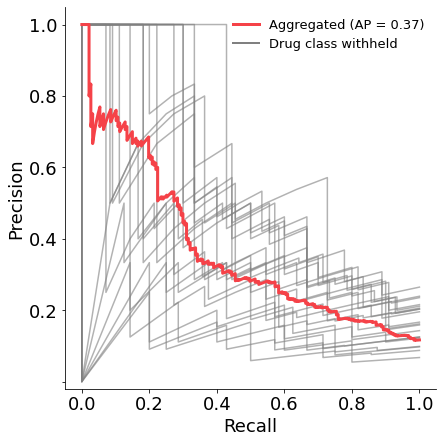 Aggregated (AP = 0.37)
Drug class withheld
Precision
1.0
0.8
0.6
0.4
0.2
0.0 0.2 0.4 0.6 0.8 1.0
Recall